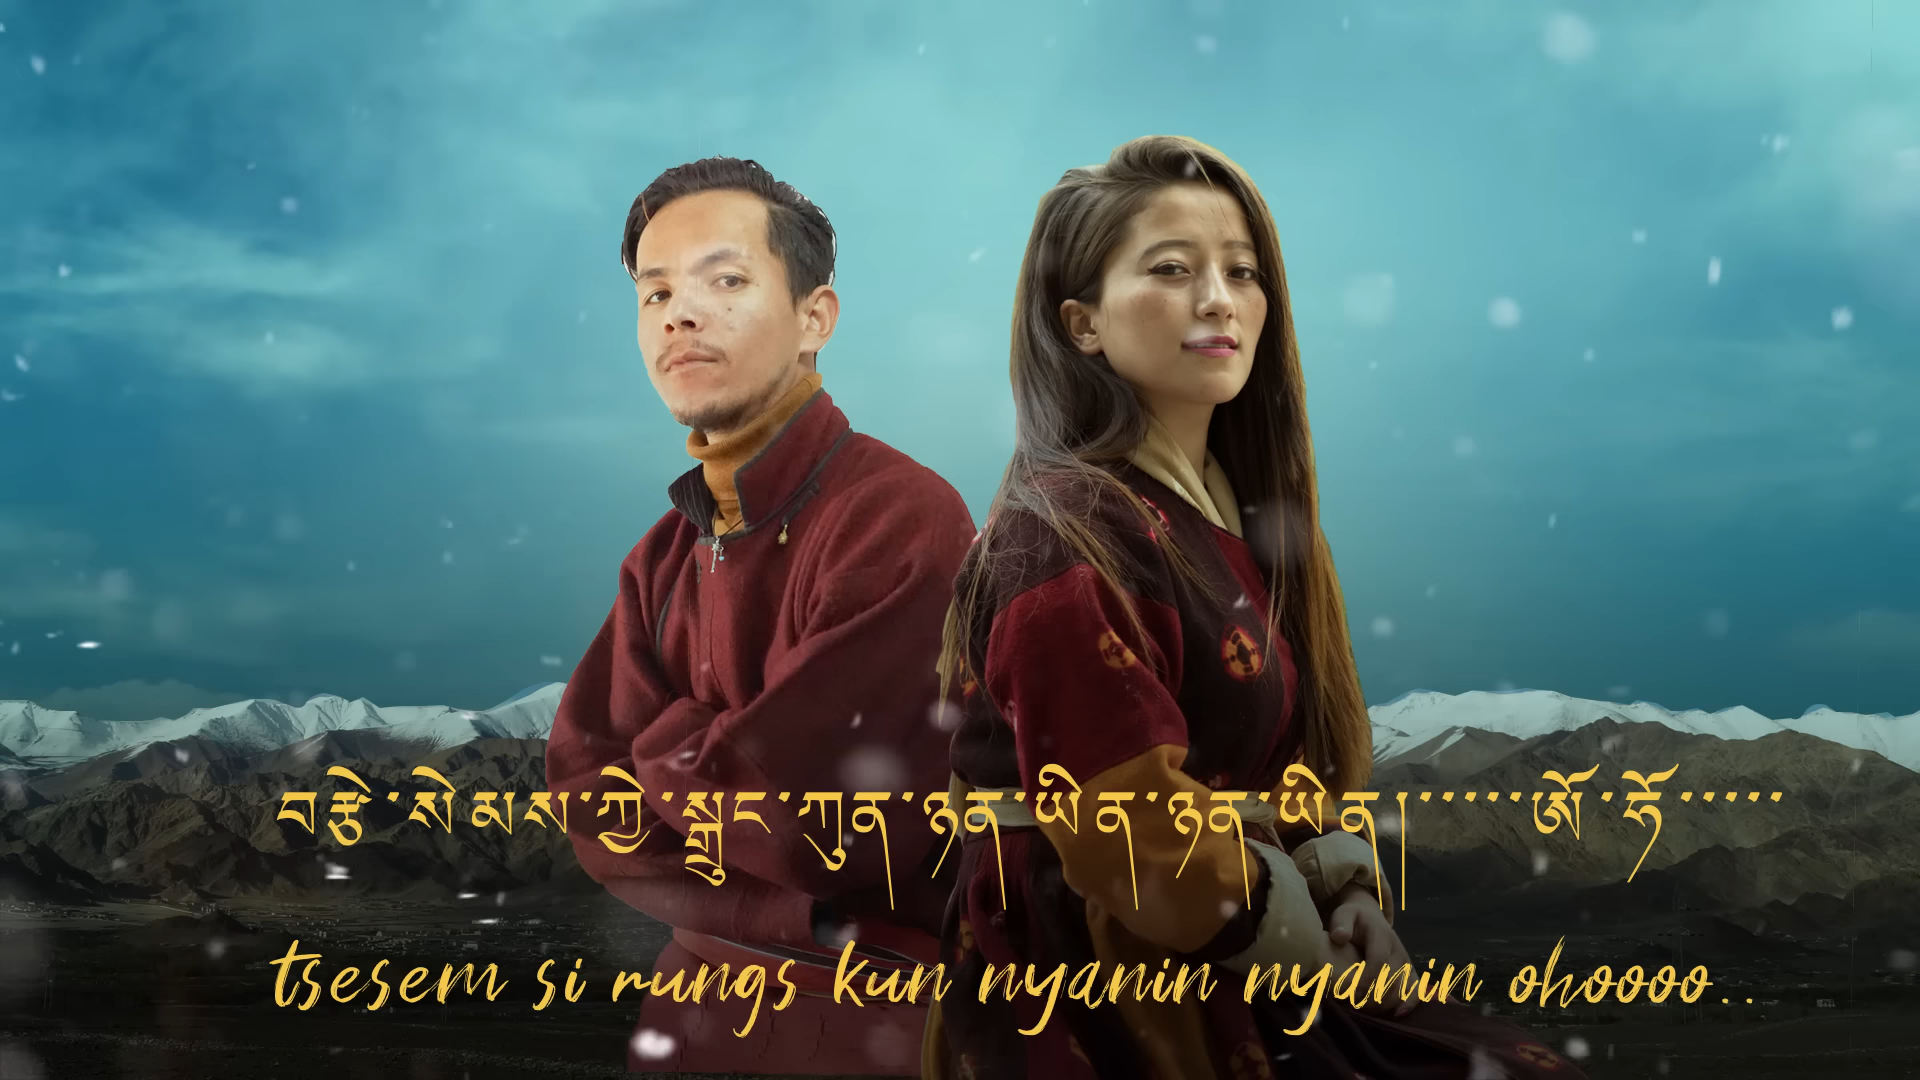 བརྩེ་སེམས་ཀྱི་སྒྲུང་ཀུན་ཉན་ཡིན་ཉན་ཡིན།་་་་་ཨོ་ཧོ་་་་་
tsesem si rungs kun nyanin nyanin ohoooo..